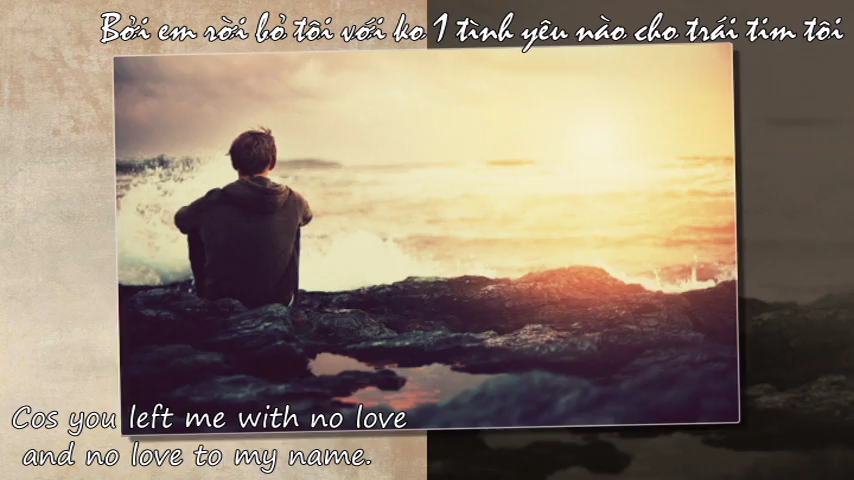 Bởi em rời bỏ tôi với ko 1 tình yêu nào cho trái tim tôi
Cos you left me with no love
and no love to my name.